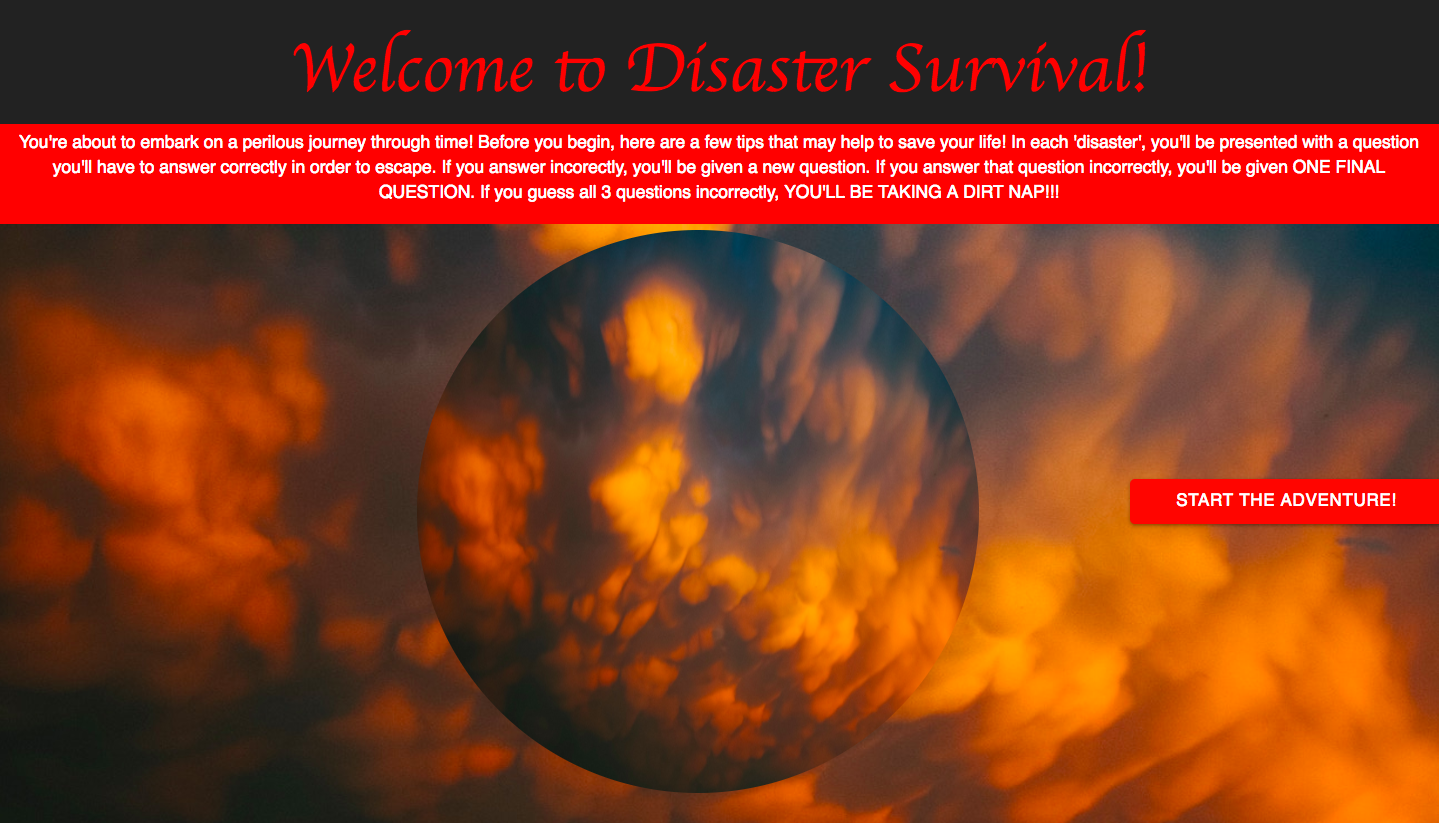 Welcome to Disaster Survival!
You're about to embark on a perilous journey through time! Before you begin, here are a few tips that may help to save your life! In each 'disaster', you'll be presented with a question
you'll have to answer correctly in order to escape. If you answer incorectly, you'll be given a new question. If you answer that question incorrectly, you'll be given ONE FINAL
QUESTION. If you guess all 3 questions incorrectly, YOU'LL BE TAKING A DIRT NAP!!!
START THE ADVENTURE!